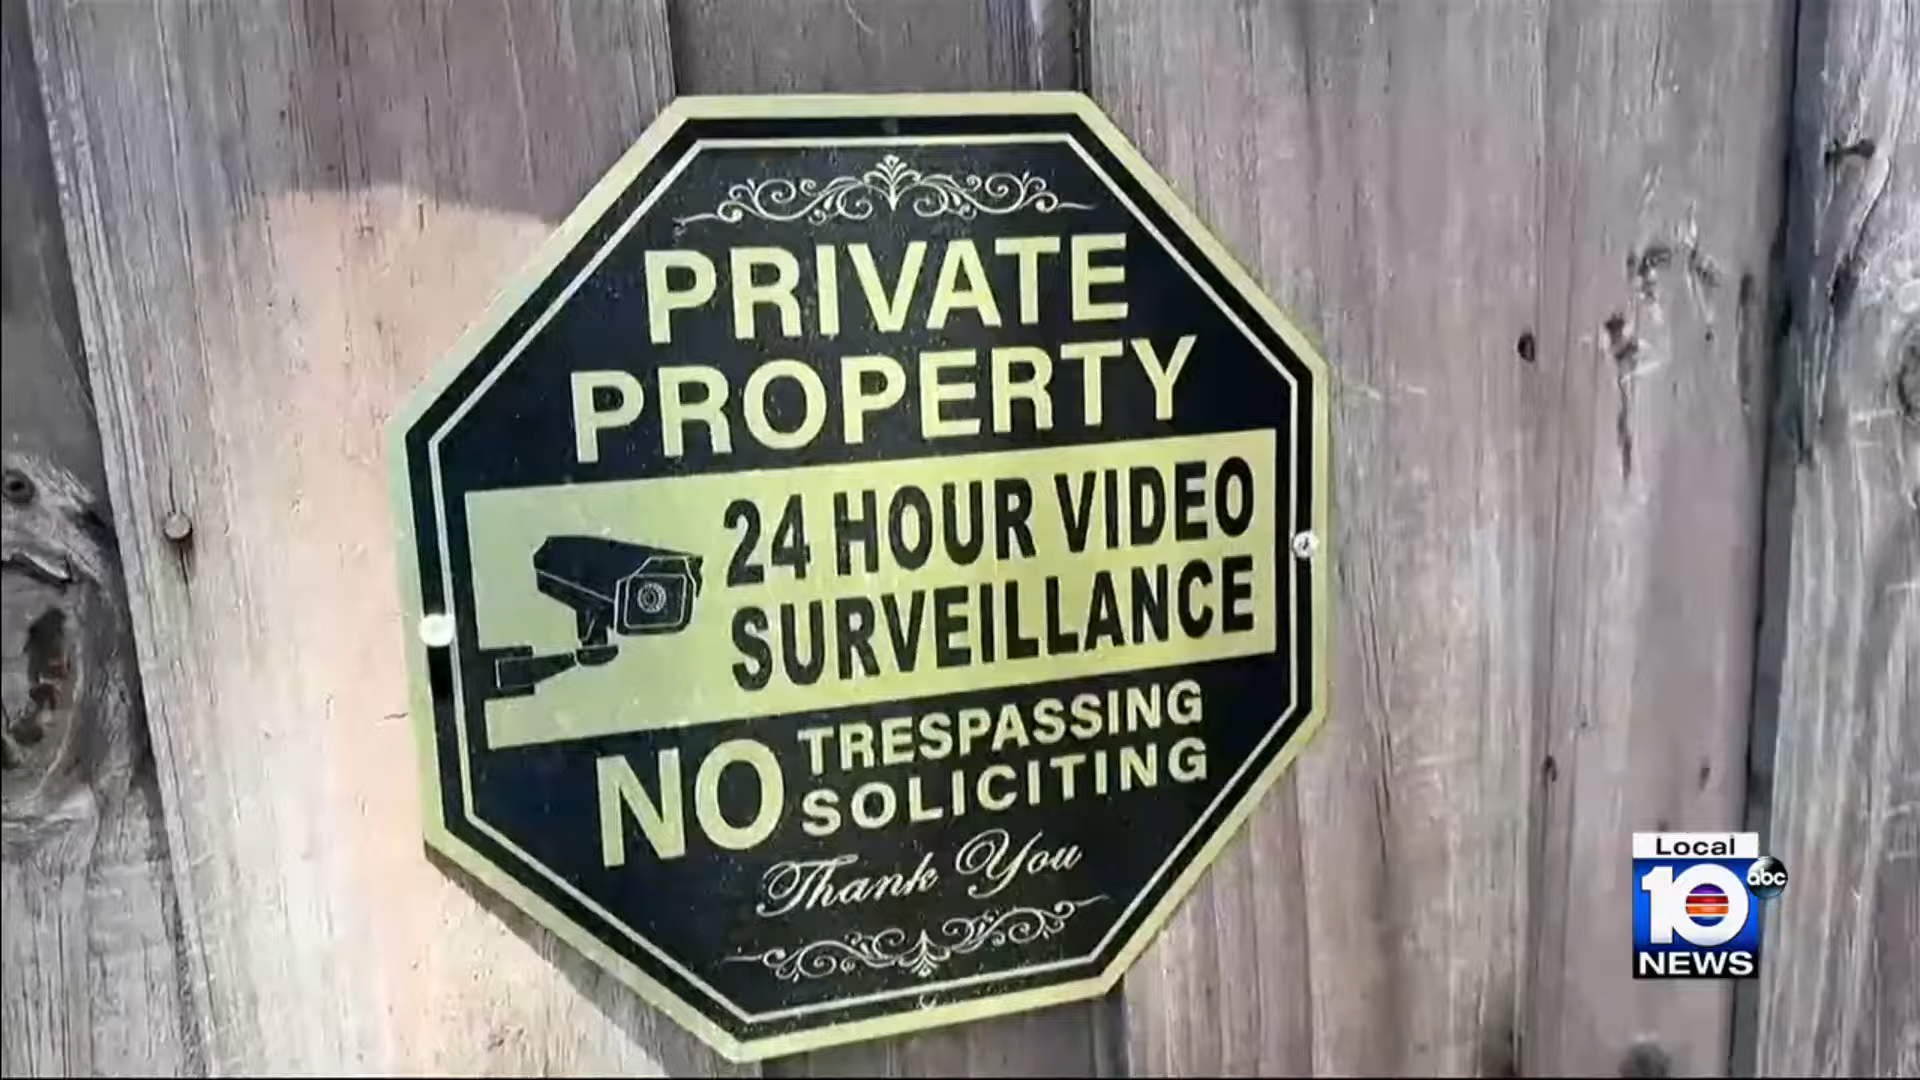 PRIVATE
PROPERTY
24 HOUR VIDEO
SURVEILLANCE
NO TRESPASSING
SOLICITING
Thank You
Local
10 abc
NEWS